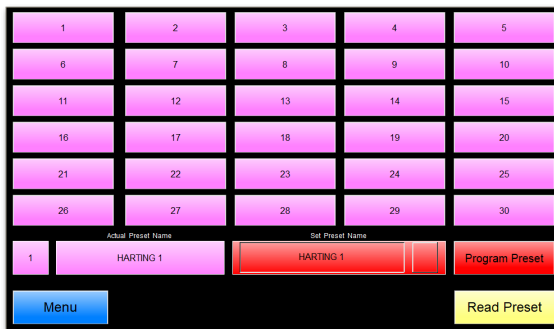 1 2 3 4 5
6 7 8 9 10
11 12 13 14 15
16 17 18 19 20
21 22 23 24 25
26 27 28 29 30
Actual Preset Name Set Preset Name
1 HARTING 1 HARTING 1 Program Preset
Menu Read Preset